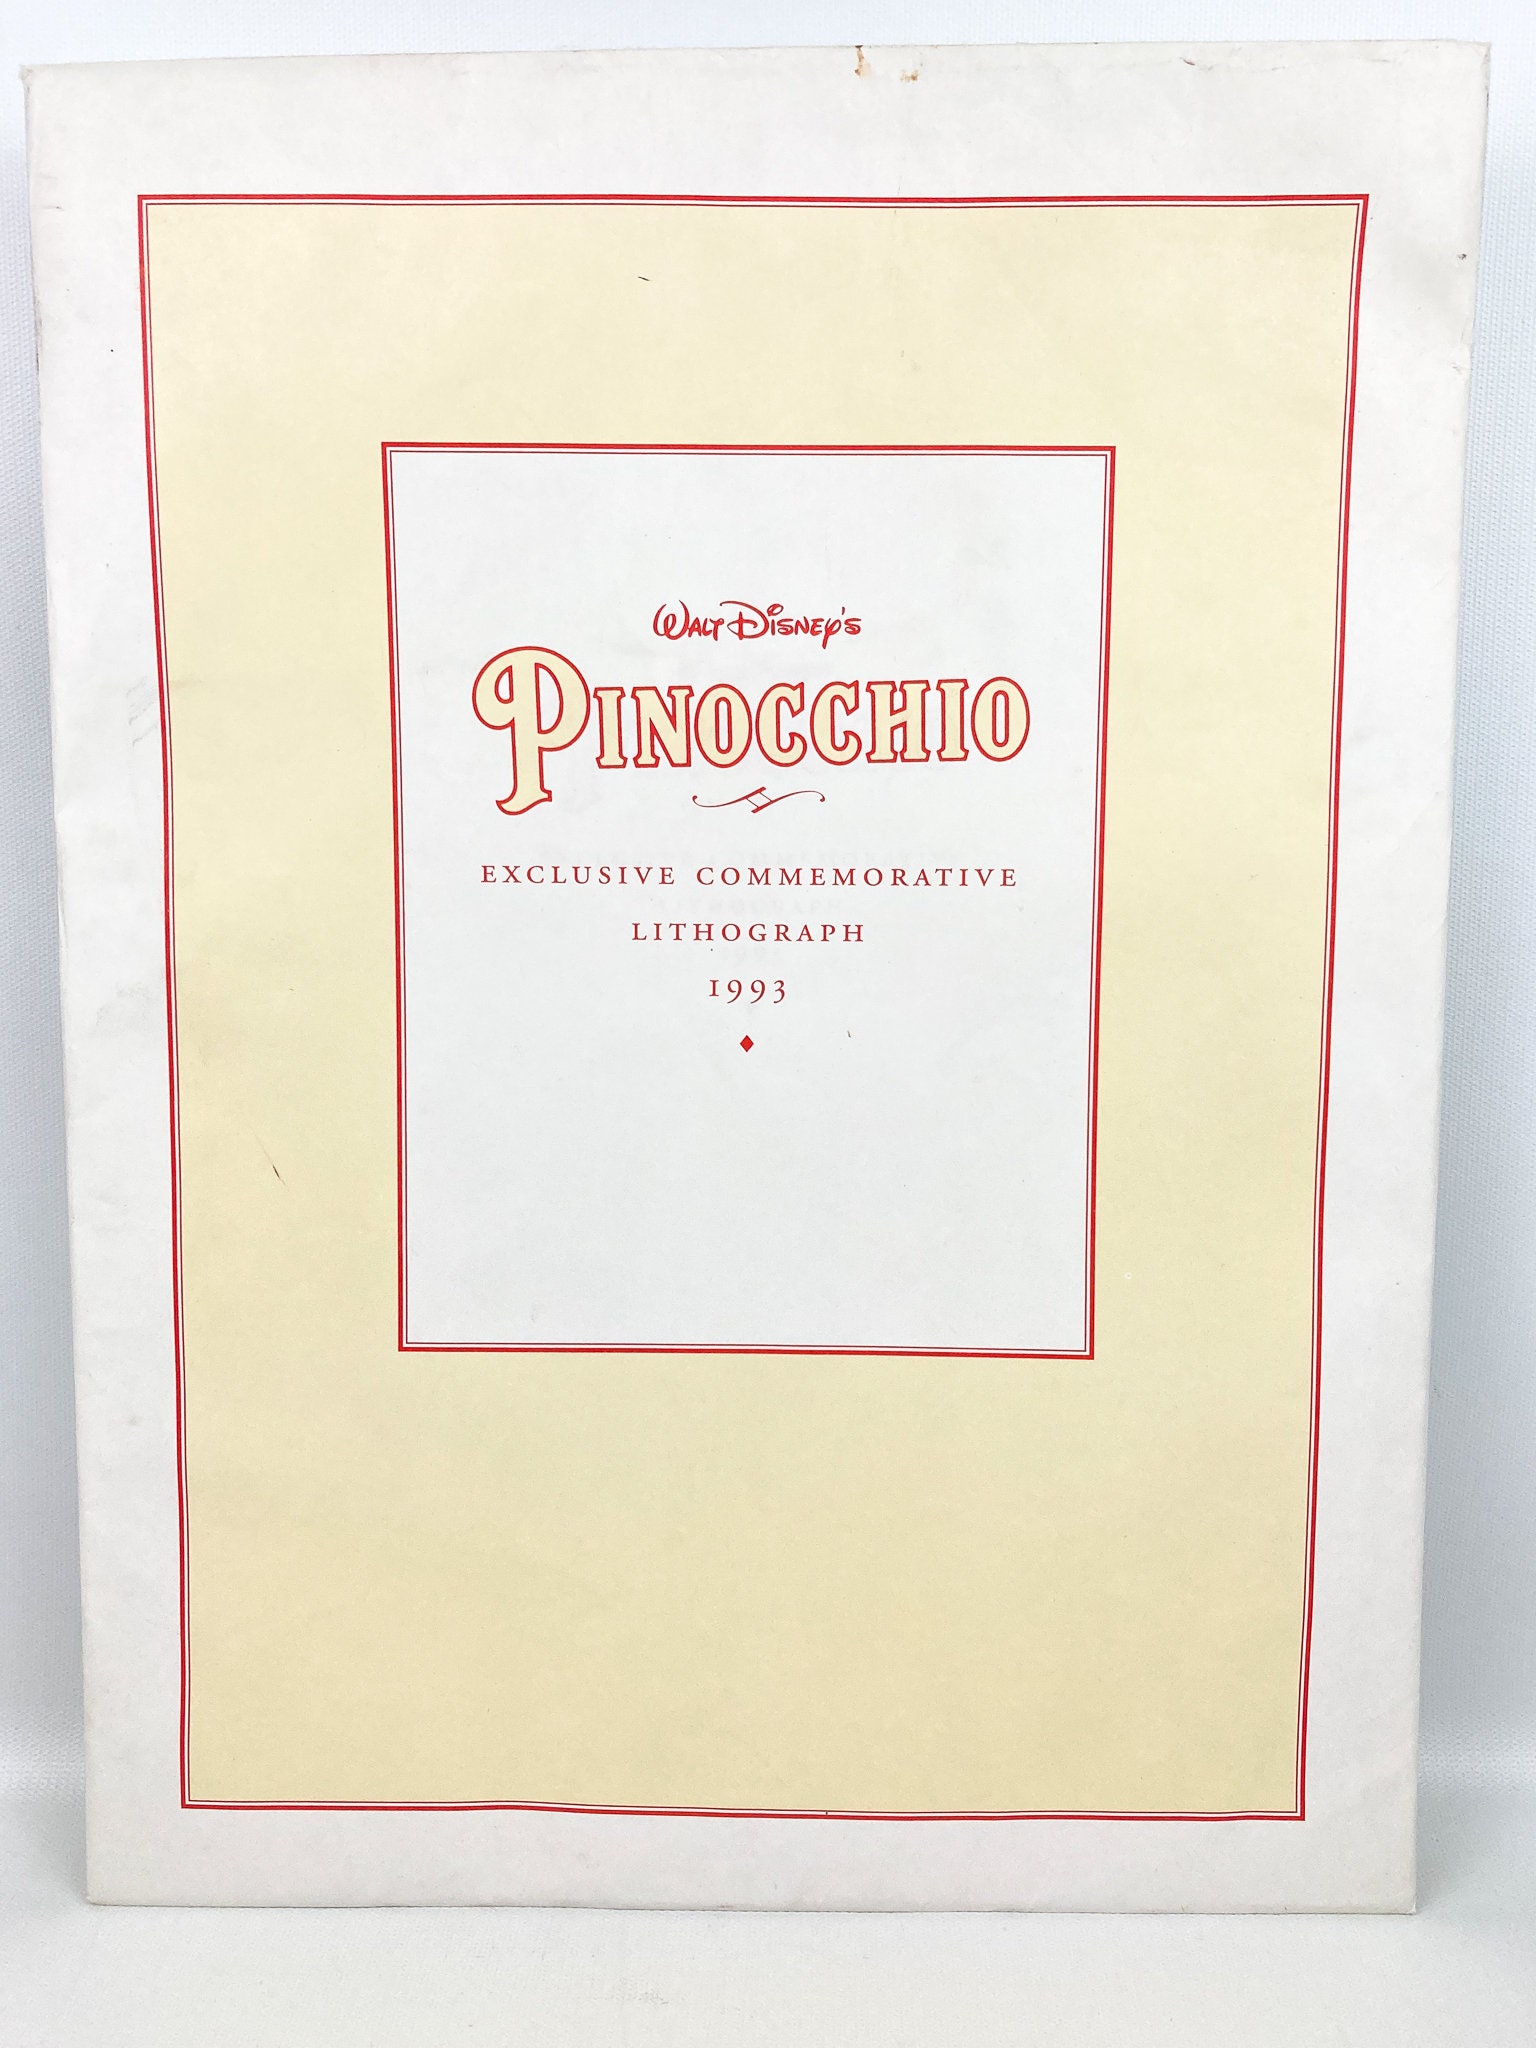 Walt Disney's
PINOCCHIO
EXCLUSIVE COMMEMORATIVE
LITHOGRAPH
1993